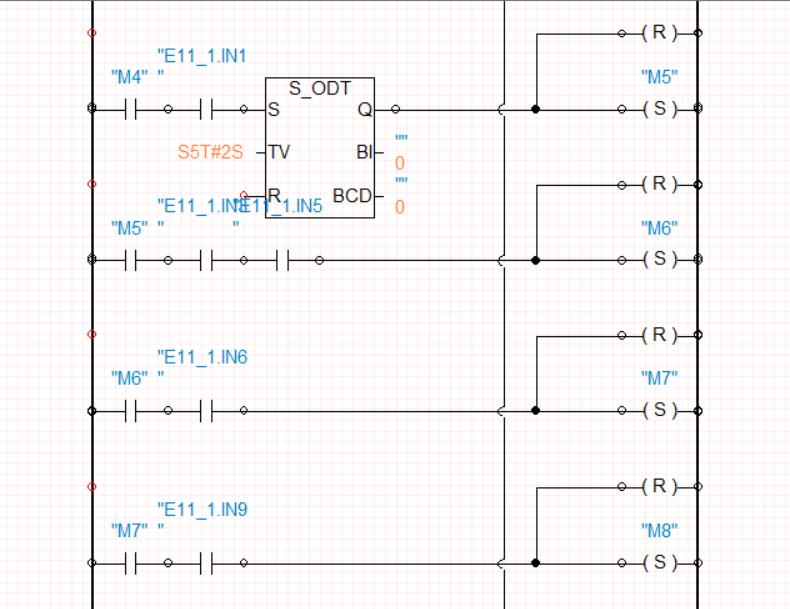 ( R )
"E11_1.IN1
"M4" "
"M5"
S_ODT
S Q
( S )
S5T#2S
TV BI
""
0
( R )
R BCD
""
0
"E11_1.IN "E11_1.IN5
"M5" " "
"M6"
( S )
( R )
"E11_1.IN6
"M6" "
"M7"
( S )
( R )
"E11_1.IN9
"M7" "
"M8"
( S )